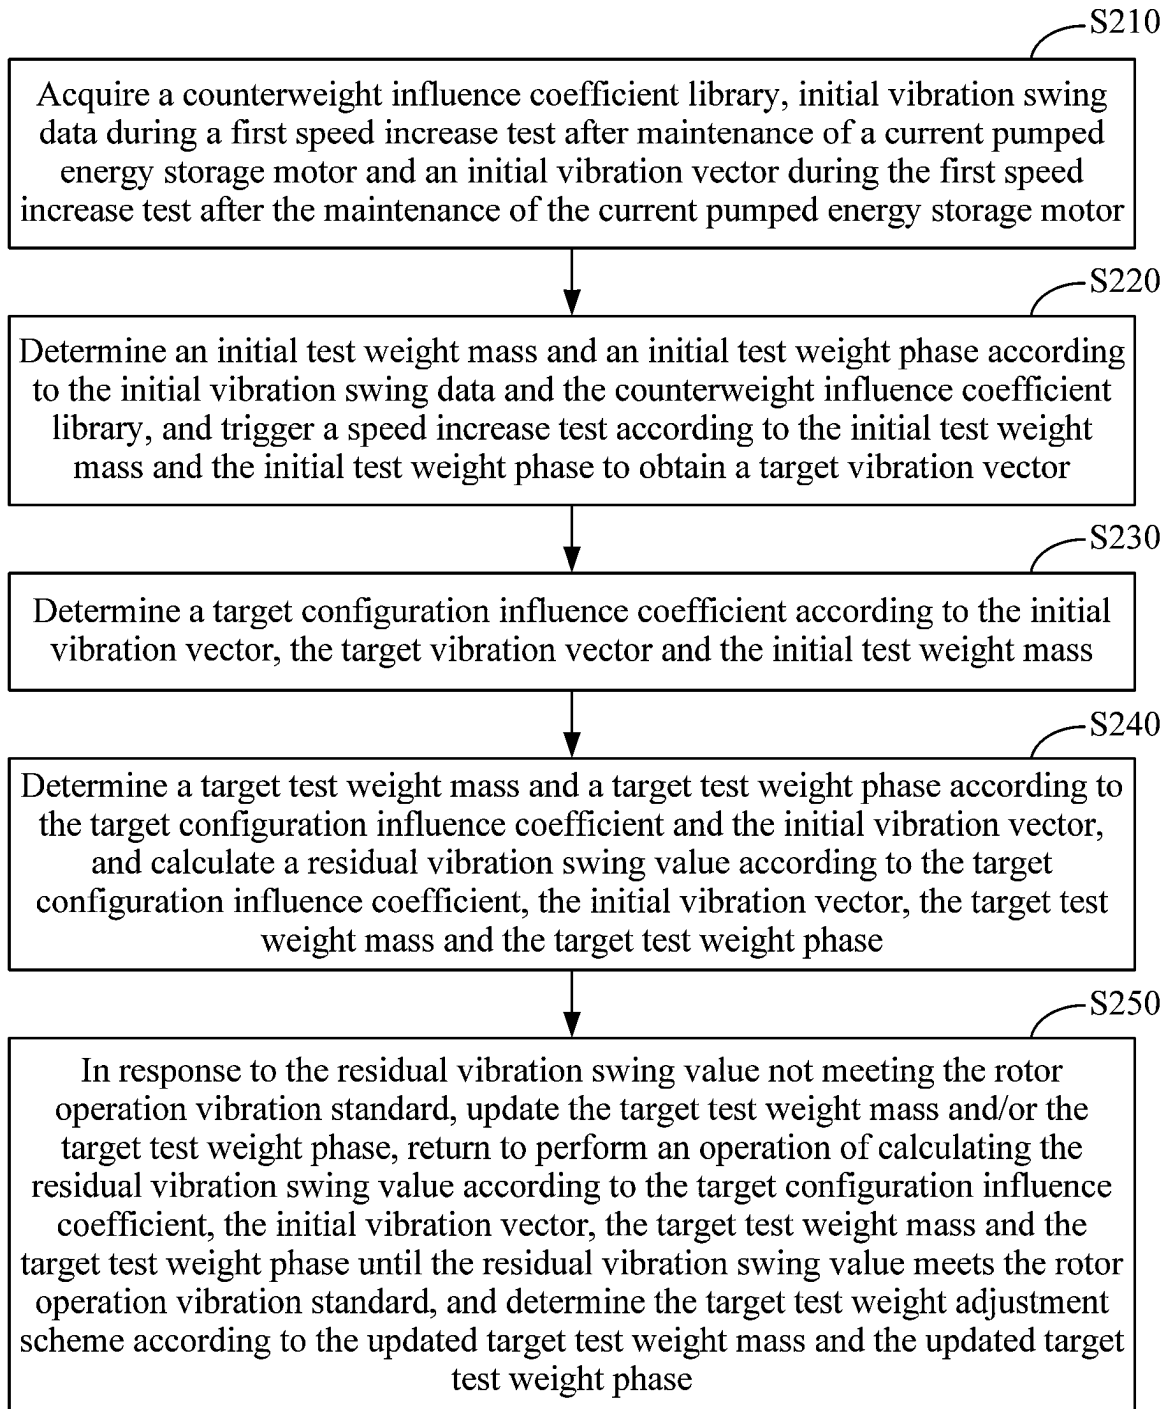 S210
Acquire a counterweight influence coefficient library, initial vibration swing
data during a first speed increase test after maintenance of a current pumped
energy storage motor and an initial vibration vector during the first speed
increase test after the maintenance of the current pumped energy storage motor
S220
Determine an initial test weight mass and an initial test weight phase according
to the initial vibration swing data and the counterweight influence coefficient
library, and trigger a speed increase test according to the initial test weight
mass and the initial test weight phase to obtain a target vibration vector
S230
Determine a target configuration influence coefficient according to the initial
vibration vector, the target vibration vector and the initial test weight mass
S240
Determine a target test weight mass and a target test weight phase according to
the target configuration influence coefficient and the initial vibration vector,
and calculate a residual vibration swing value according to the target
configuration influence coefficient, the initial vibration vector, the target test
weight mass and the target test weight phase
S250
In response to the residual vibration swing value not meeting the rotor
operation vibration standard, update the target test weight mass and/or the
target test weight phase, return to perform an operation of calculating the
residual vibration swing value according to the target configuration influence
coefficient, the initial vibration vector, the target test weight mass and the
target test weight phase until the residual vibration swing value meets the rotor
operation vibration standard, and determine the target test weight adjustment
scheme according to the updated target test weight mass and the updated target
test weight phase